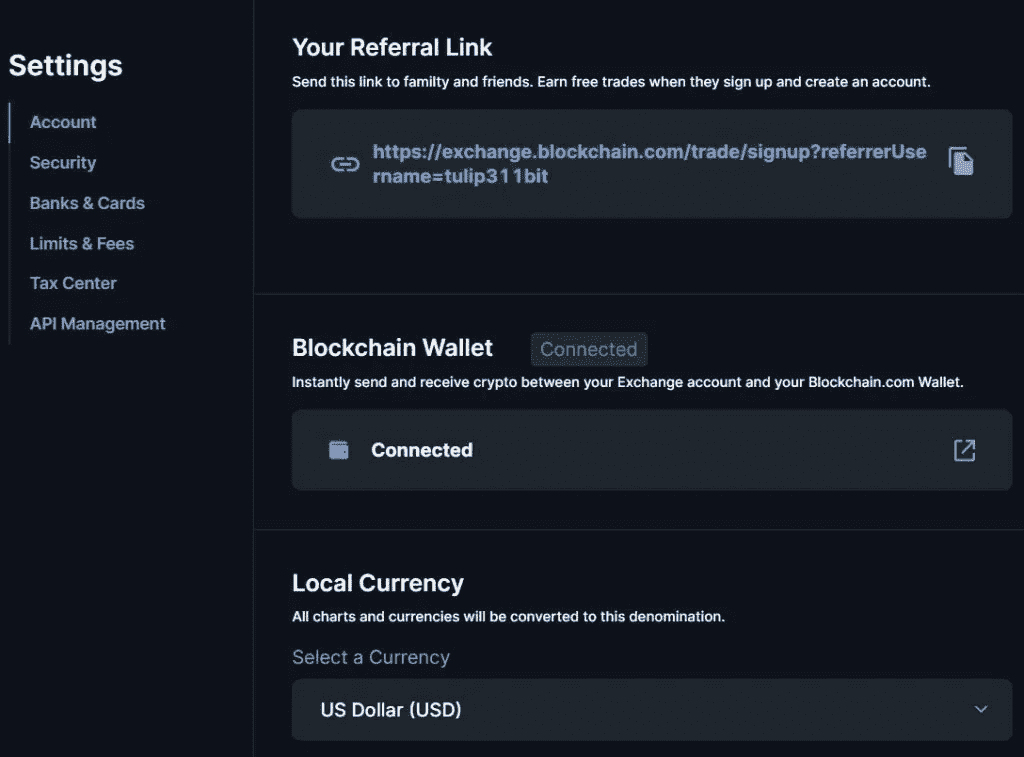 Settings
Account
Security
Banks & Cards
Limits & Fees
Tax Center
API Management
Your Referral Link
Send this link to familty and friends. Earn free trades when they sign up and create an account.
https://exchange.blockchain.com/trade/signup?referrerUse
rname=tulip311bit
Blockchain Wallet Connected
Instantly send and receive crypto between your Exchange account and your Blockchain.com Wallet.
Connected
Local Currency
All charts and currencies will be converted to this denomination.
Select a Currency
US Dollar (USD)